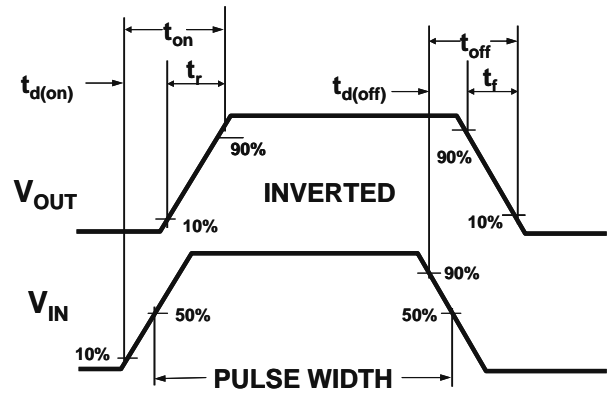 t_on t_off
t_d(on) t_r t_d(off) t_f
90% 90%
V_OUT INVERTED
10% 10%
90%
V_IN 50% 50%
10%
PULSE WIDTH